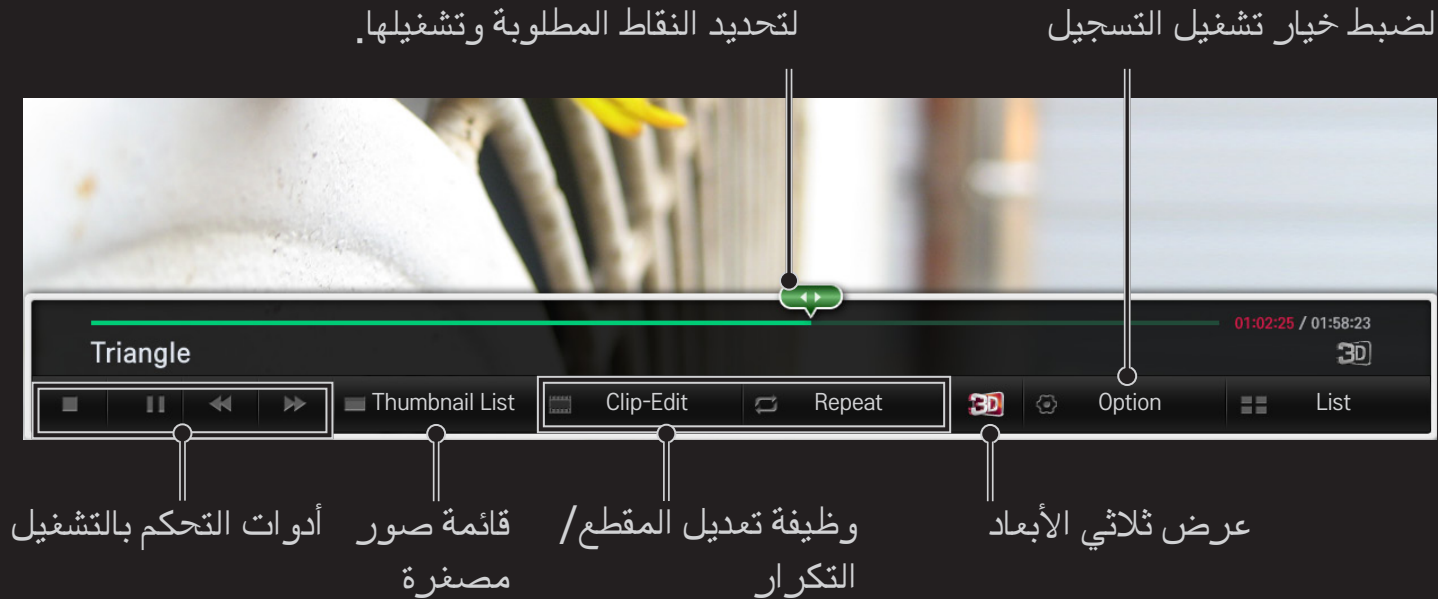 لضبط خيار تشغيل التسجيل
لتحديد النقاط المطلوبة وتشغيلها.
01:02:25 / 01:58:23
Triangle
3D
Thumbnail List
Clip-Edit
Repeat
3D
Option
List
عرض ثلاثي الأبعاد
وظيفة تعديل المقطع/
التكرار
قائمة صور
مصغرة
أدوات التحكم بالتشغيل